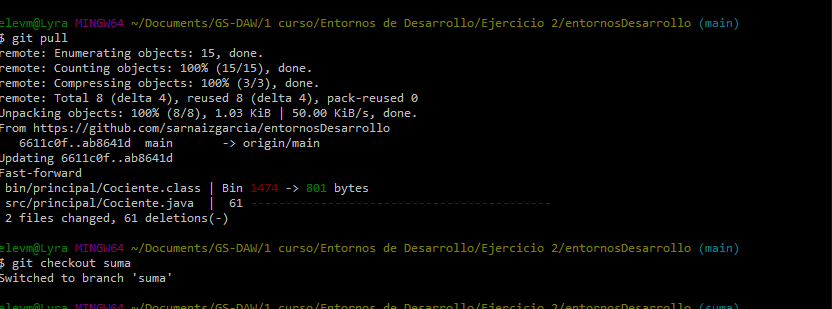 elevm@Lyra MINGW64 ~/Documents/GS-DAW/1 curso/Entornos de Desarrollo/Ejercicio 2/entornosDesarrollo (main)
$ git pull
remote: Enumerating objects: 15, done.
remote: Counting objects: 100% (15/15), done.
remote: Compressing objects: 100% (3/3), done.
remote: Total 8 (delta 4), reused 8 (delta 4), pack-reused 0
Unpacking objects: 100% (8/8), 1.03 KiB | 50.00 KiB/s, done.
From https://github.com/sarnaizgarcia/entornosDesarrollo
   6611c0f..ab8641d  main       -> origin/main
Updating 6611c0f..ab8641d
Fast-forward
 bin/principal/Cociente.class | Bin 1474 -> 801 bytes
 src/principal/Cociente.java  |  61 ---------------------------------------------
 2 files changed, 61 deletions(-)
elevm@Lyra MINGW64 ~/Documents/GS-DAW/1 curso/Entornos de Desarrollo/Ejercicio 2/entornosDesarrollo (main)
$ git checkout suma
Switched to branch 'suma'
elevm@Lyra MINGW64 ~/Documents/GS-DAW/1 curso/Entornos de Desarrollo/Ejercicio 2/entornosDesarrollo (suma)